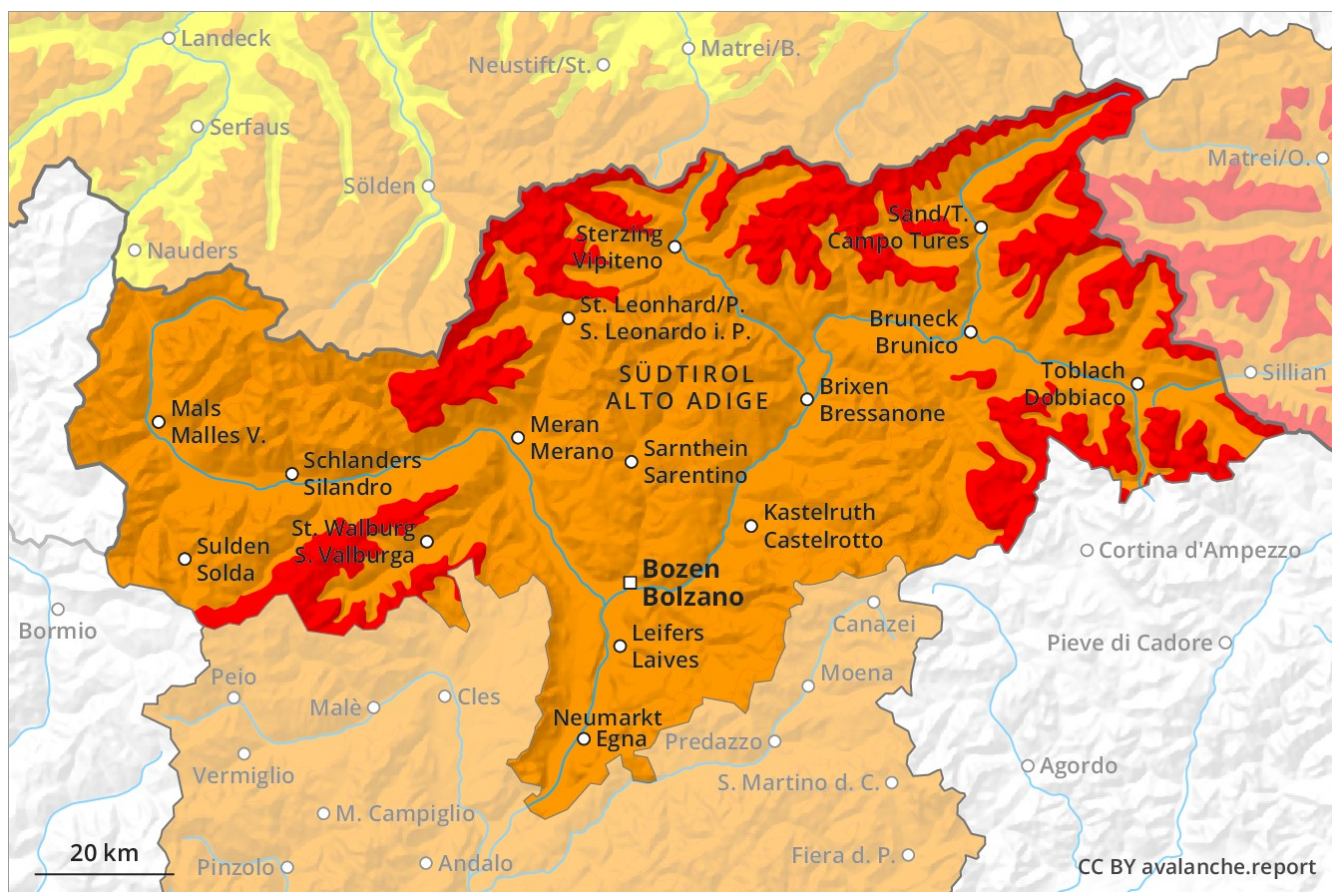 Landeck
Matrei/B.
Neustift/St.
Serfaus
Matrei/O.
Sölden
Sand/T.
Campo Tures
Sterzing
Vipiteno
Nauders
St. Leonhard/P.
S. Leonardo i. P.
Bruneck
Brunico
SÜDTIROL
ALTO ADIGE
Toblach
Dobbiaco
Sillian
Brixen
Bressanone
Mals
Malles V.
Meran
Merano
Sarnthein
Sarentino
Schlanders
Silandro
Kastelruth
Castelrotto
St. Walburg
S. Valburga
Sulden
Solda
Cortina d'Ampezzo
Bozen
Bolzano
Bormio
Canazei
Leifers
Laives
Pieve di Cadore
Peio
Moena
Malè
Cles
Neumarkt
Egna
Predazzo
Vermiglio
Agordo
S. Martino d. C.
M. Campiglio
20 km
Pinzolo
Andalo
Fiera d. P.
CC BY avalanche.report